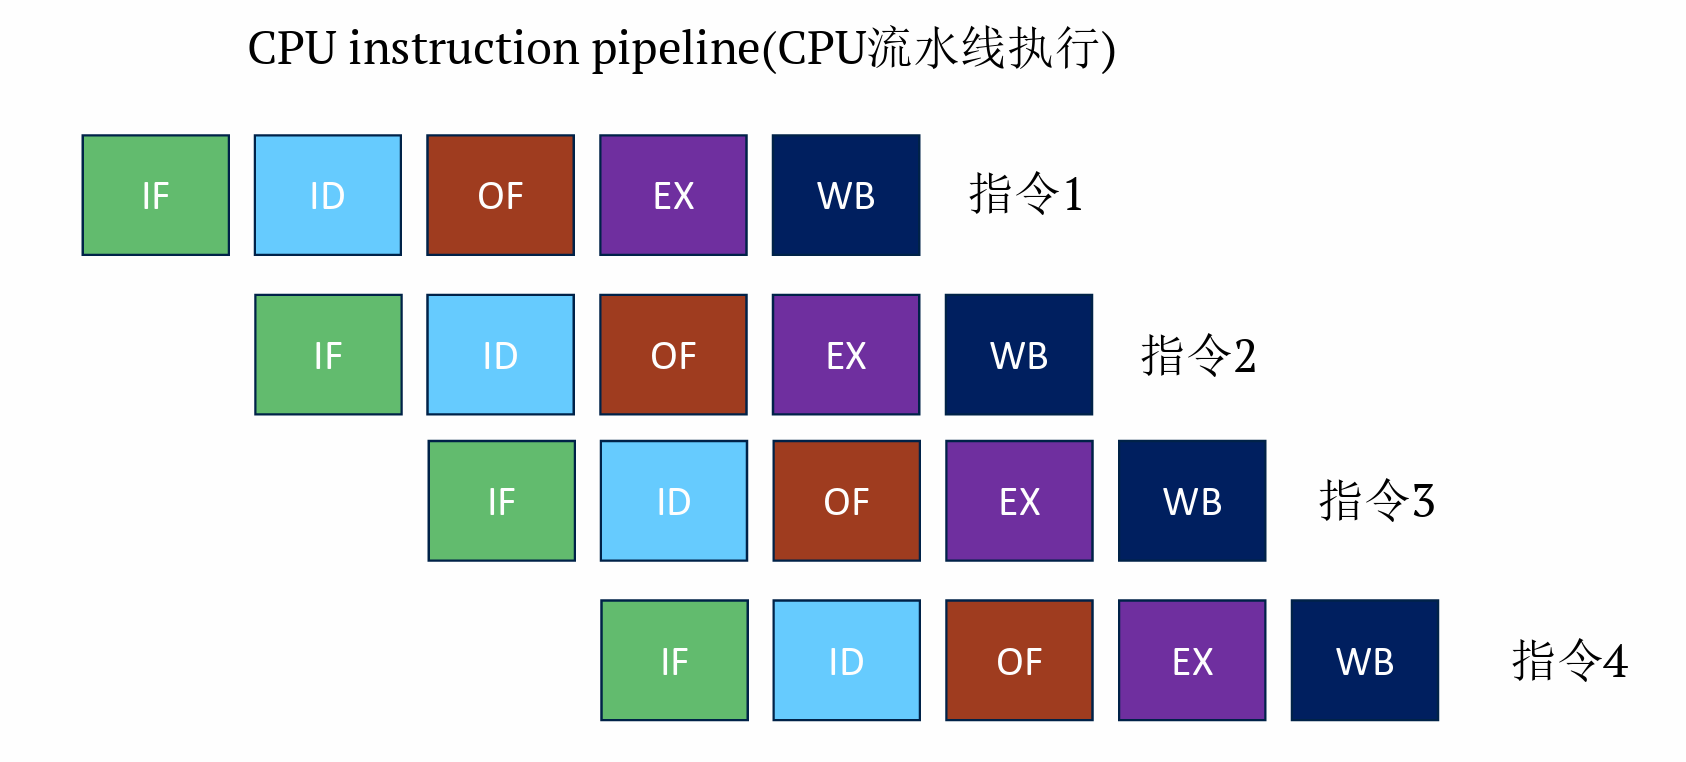 CPU instruction pipeline(CPU流水线执行)
IF ID OF EX WB 指令1
IF ID OF EX WB 指令2
IF ID OF EX WB 指令3
IF ID OF EX WB 指令4